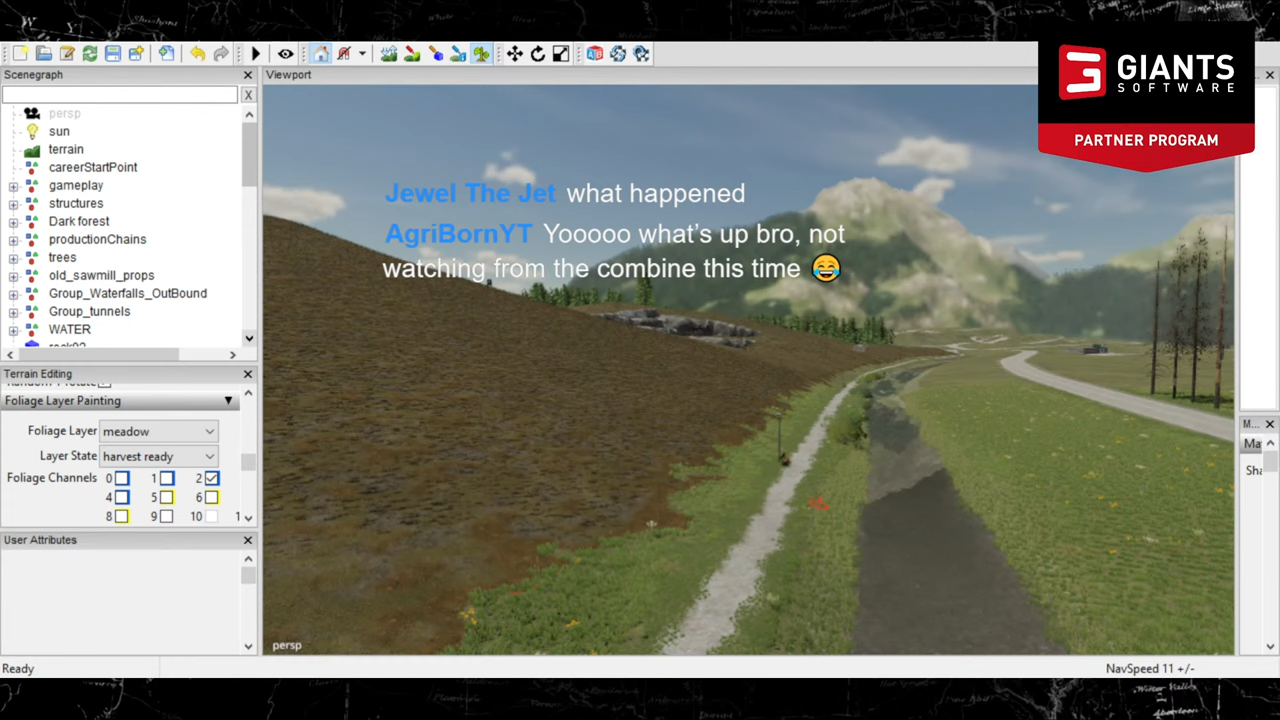 GIANTS
SOFTWARE
PARTNER PROGRAM
Scenegraph
X
persp
sun
terrain
careerStartPoint
gameplay
structures
Dark forest
productionChains
trees
old_sawmill_props
Group_Waterfalls_OutBound
Group_tunnels
WATER
Terrain Editing
Foliage Layer Painting
Foliage Layer meadow
Layer State harvest ready
Foliage Channels 0 1 2
4 5 6
8 9 10 1
User Attributes
Ready
Viewport
Jewel The Jet what happened
AgriBornYT Yooooo what's up bro, not
watching from the combine this time 😂
persp
M...
Ma
Sha
NavSpeed 11 +/-